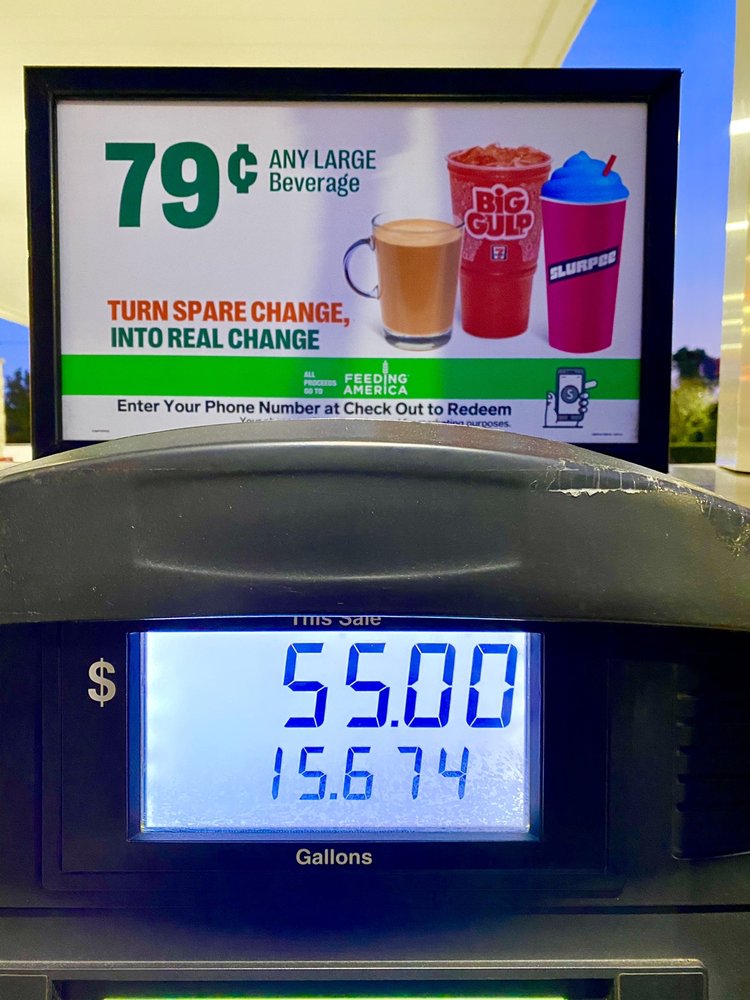 79¢ ANY LARGE
Beverage
BIG
GULP
SLURPEE
TURN SPARE CHANGE,
INTO REAL CHANGE
ALL
PROCEEDS
GO TO
FEEDING
AMERICA
Enter Your Phone Number at Check Out to Redeem
purposes.
This Sale
$ 55.00
15.674
Gallons